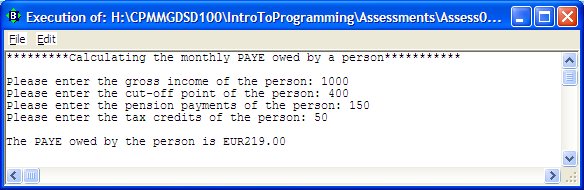 Execution of: H:\CPMMGDSD100\IntroToProgramming\Assessments\Assess0...
File Edit
*********Calculating the monthly PAYE owed by a person***********
Please enter the gross income of the person: 1000
Please enter the cut-off point of the person: 400
Please enter the pension payments of the person: 150
Please enter the tax credits of the person: 50
The PAYE owed by the person is EUR219.00